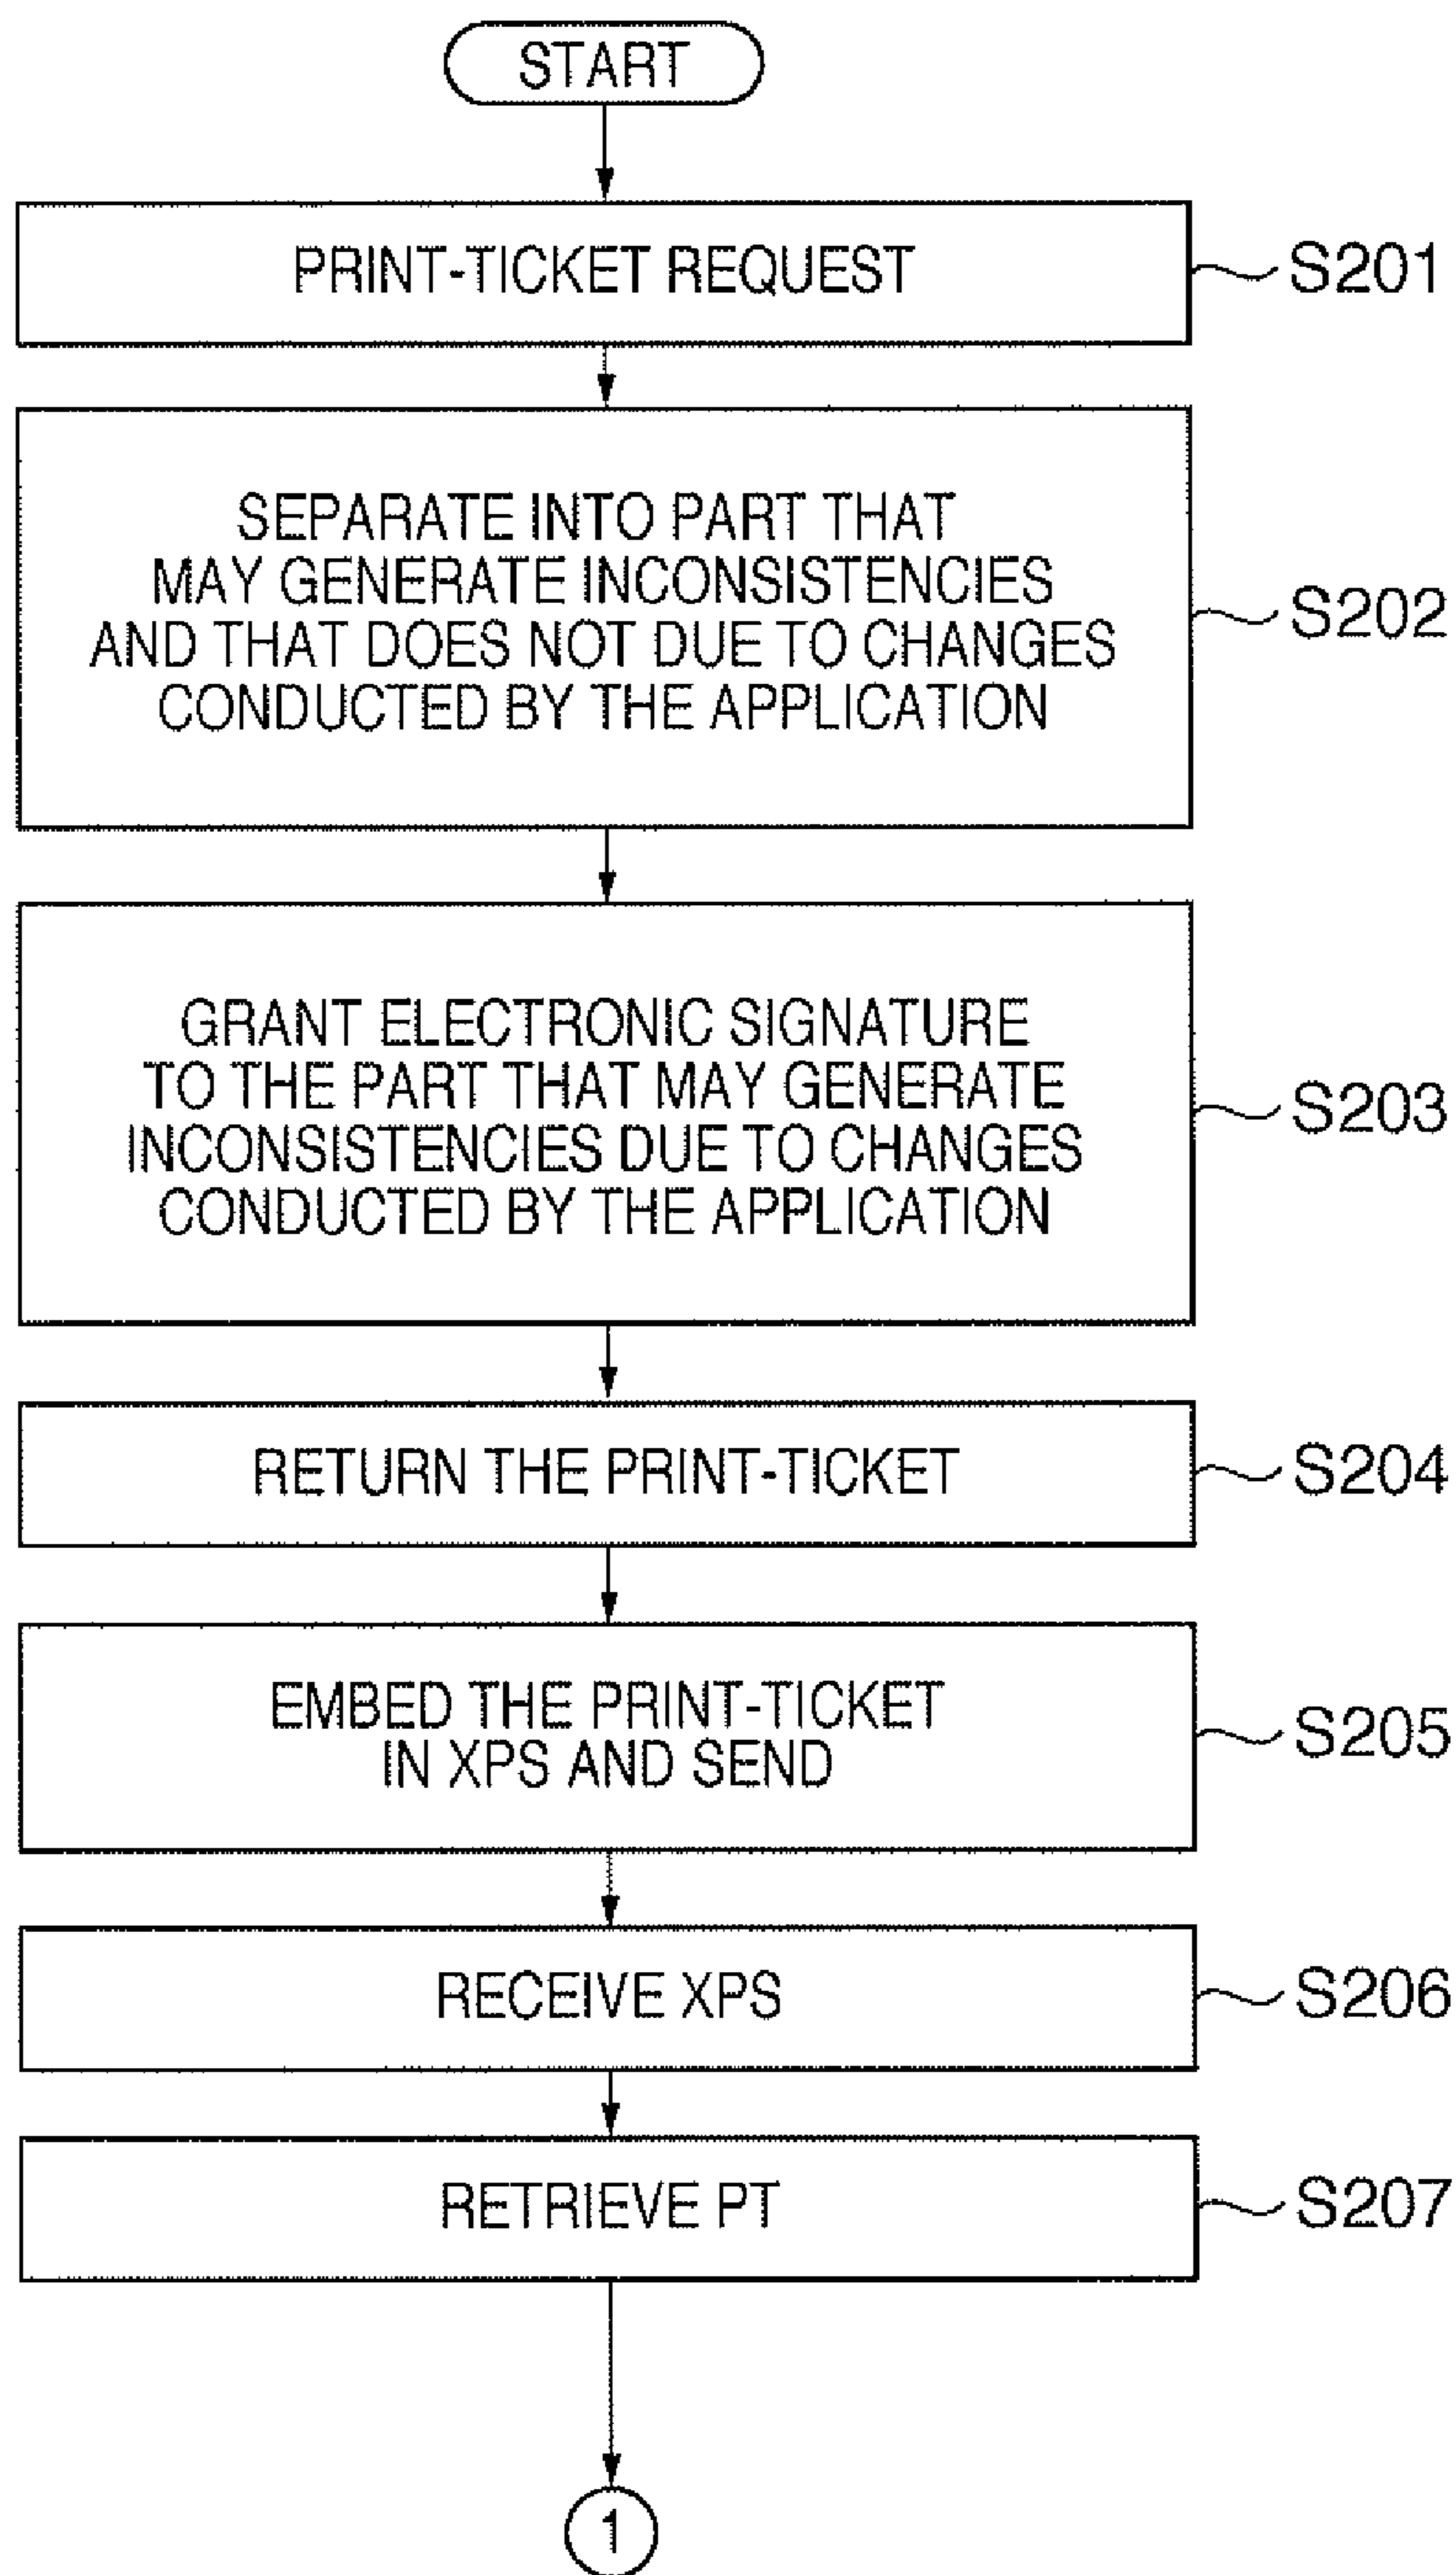 START
PRINT-TICKET REQUEST
S201
SEPARATE INTO PART THAT
MAY GENERATE INCONSISTENCIES
AND THAT DOES NOT DUE TO CHANGES
CONDUCTED BY THE APPLICATION
S202
GRANT ELECTRONIC SIGNATURE
TO THE PART THAT MAY GENERATE
INCONSISTENCIES DUE TO CHANGES
CONDUCTED BY THE APPLICATION
S203
RETURN THE PRINT-TICKET
S204
EMBED THE PRINT-TICKET
IN XPS AND SEND
S205
RECEIVE XPS
S206
RETRIEVE PT
S207
1